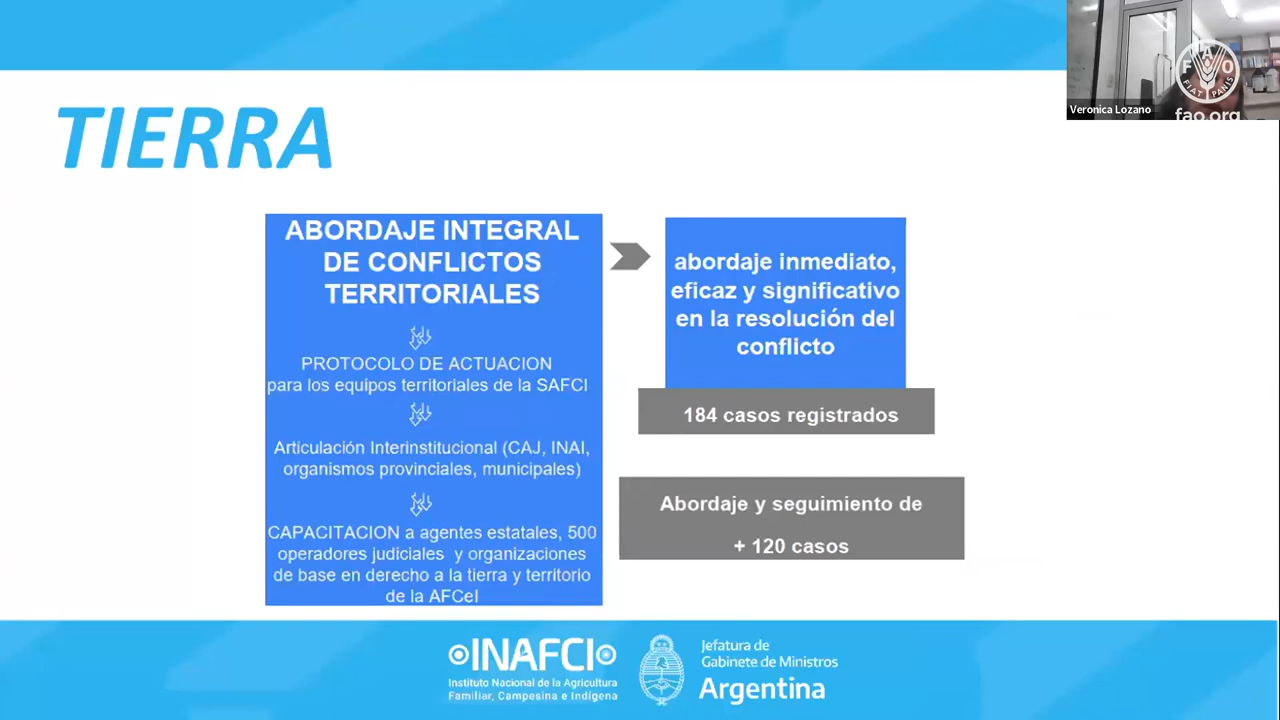 TIERRA
ABORDAJE INTEGRAL
DE CONFLICTOS
TERRITORIALES
PROTOCOLO DE ACTUACION
para los equipos territoriales de la SAFCI
Articulación Interinstitucional (CAJ, INAI,
organismos provinciales, municipales)
CAPACITACION a agentes estatales, 500
operadores judiciales y organizaciones
de base en derecho a la tierra y territorio
de la AFCeI
abordaje inmediato,
eficaz y significativo
en la resolución del
conflicto
184 casos registrados
Abordaje y seguimiento de
+ 120 casos
Veronica Lozano
FAO
FIAT PANIS
fao.org
INAFCI
Instituto Nacional de la Agricultura
Familiar, Campesina e Indígena
Jefatura de
Gabinete de Ministros
Argentina